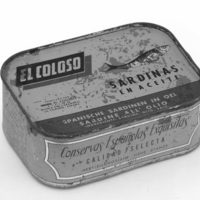 EL COLOSO
SARDINAS
EN ACEITE
SPANISCHE SARDINEN IN OEL
SARDINE ALL' OLIO
Conservas Españolas Exquisitas
CALIDAD SELECTA